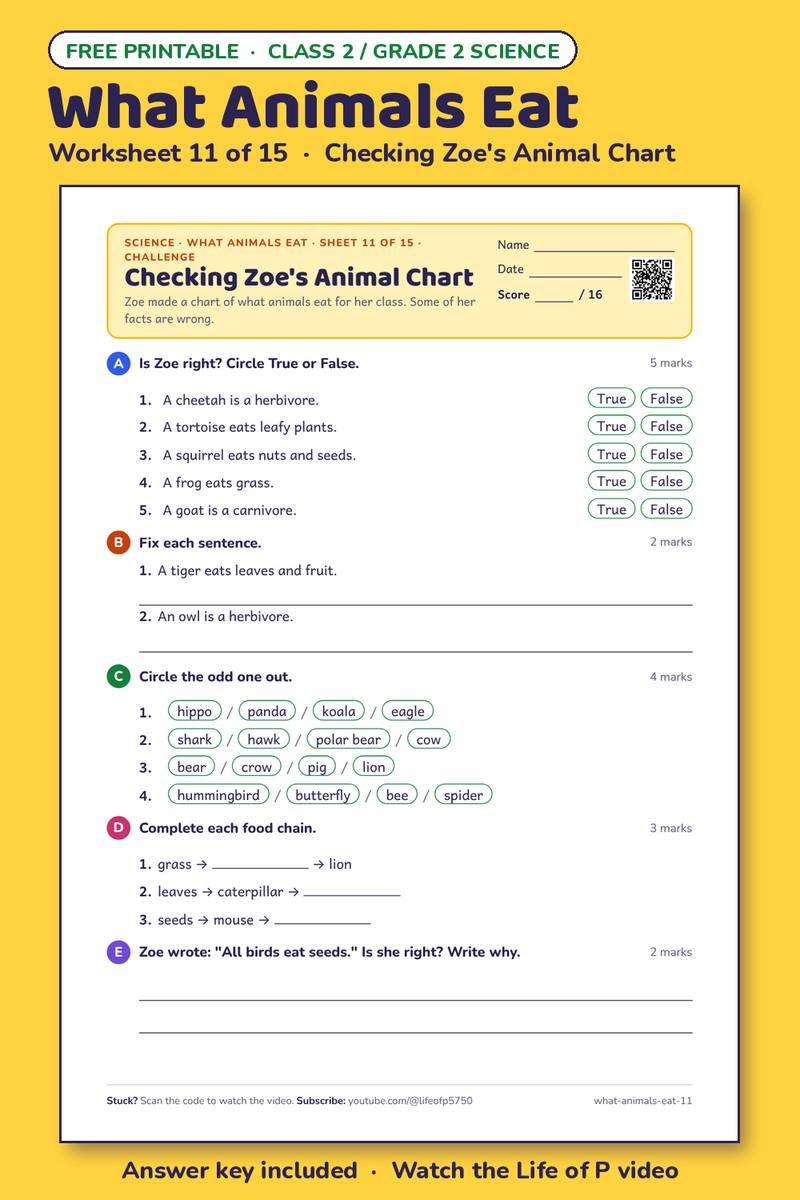 FREE PRINTABLE · CLASS 2 / GRADE 2 SCIENCE
What Animals Eat
Worksheet 11 of 15 · Checking Zoe's Animal Chart
SCIENCE · WHAT ANIMALS EAT · SHEET 11 OF 15 ·
CHALLENGE
Checking Zoe's Animal Chart
Zoe made a chart of what animals eat for her class. Some of her
facts are wrong.
Name ____________________
Date ______________
Score ______ / 16
A Is Zoe right? Circle True or False. 5 marks
1. A cheetah is a herbivore. True False
2. A tortoise eats leafy plants. True False
3. A squirrel eats nuts and seeds. True False
4. A frog eats grass. True False
5. A goat is a carnivore. True False
B Fix each sentence. 2 marks
1. A tiger eats leaves and fruit.
2. An owl is a herbivore.
C Circle the odd one out. 4 marks
1. hippo / panda / koala / eagle
2. shark / hawk / polar bear / cow
3. bear / crow / pig / lion
4. hummingbird / butterfly / bee / spider
D Complete each food chain. 3 marks
1. grass → ______________ → lion
2. leaves → caterpillar → ______________
3. seeds → mouse → ______________
E Zoe wrote: "All birds eat seeds." Is she right? Write why. 2 marks
Stuck? Scan the code to watch the video. Subscribe: youtube.com/@lifeofp5750 what-animals-eat-11
Answer key included · Watch the Life of P video